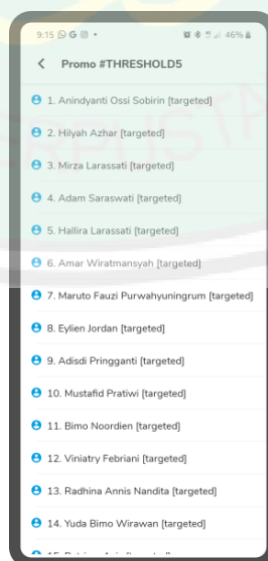 9:15
46%
Promo #THRESHOLD5
1. Anindyanti Ossi Sobirin [targeted]
2. Hilyah Azhar [targeted]
3. Mirza Larassati [targeted]
4. Adam Saraswati [targeted]
5. Hallira Larassati [targeted]
6. Amar Wiratmansyah [targeted]
7. Maruto Fauzi Purwahyuningrum [targeted]
8. Eylien Jordan [targeted]
9. Adisdi Pringganti [targeted]
10. Mustafid Pratiwi [targeted]
11. Bimo Noordien [targeted]
12. Viniatry Febriani [targeted]
13. Radhina Annis Nandita [targeted]
14. Yuda Bimo Wirawan [targeted]